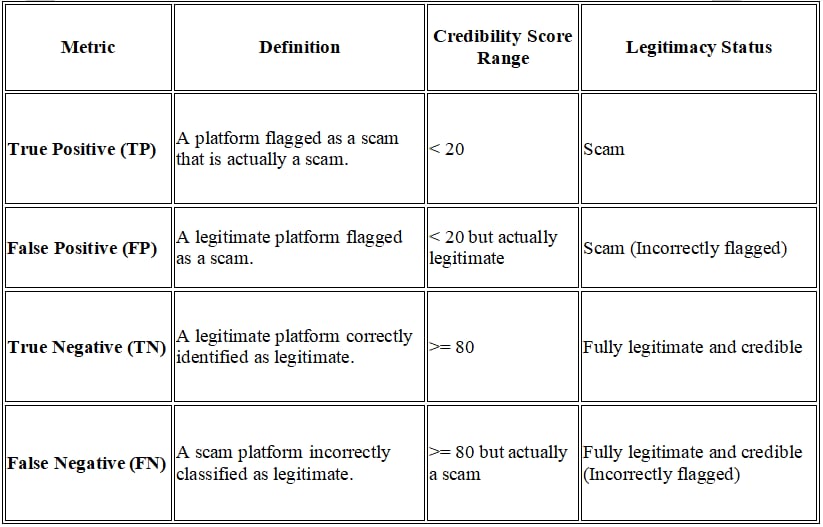 Metric Definition Credibility Score Range Legitimacy Status
True Positive (TP)
A platform flagged as a scam
that is actually a scam.
< 20
Scam
False Positive (FP)
A legitimate platform flagged
as a scam.
< 20 but actually
legitimate
Scam (Incorrectly flagged)
True Negative (TN)
A legitimate platform correctly
identified as legitimate.
>= 80
Fully legitimate and credible
False Negative (FN)
A scam platform incorrectly
classified as legitimate.
>= 80 but actually
a scam
Fully legitimate and credible
(Incorrectly flagged)